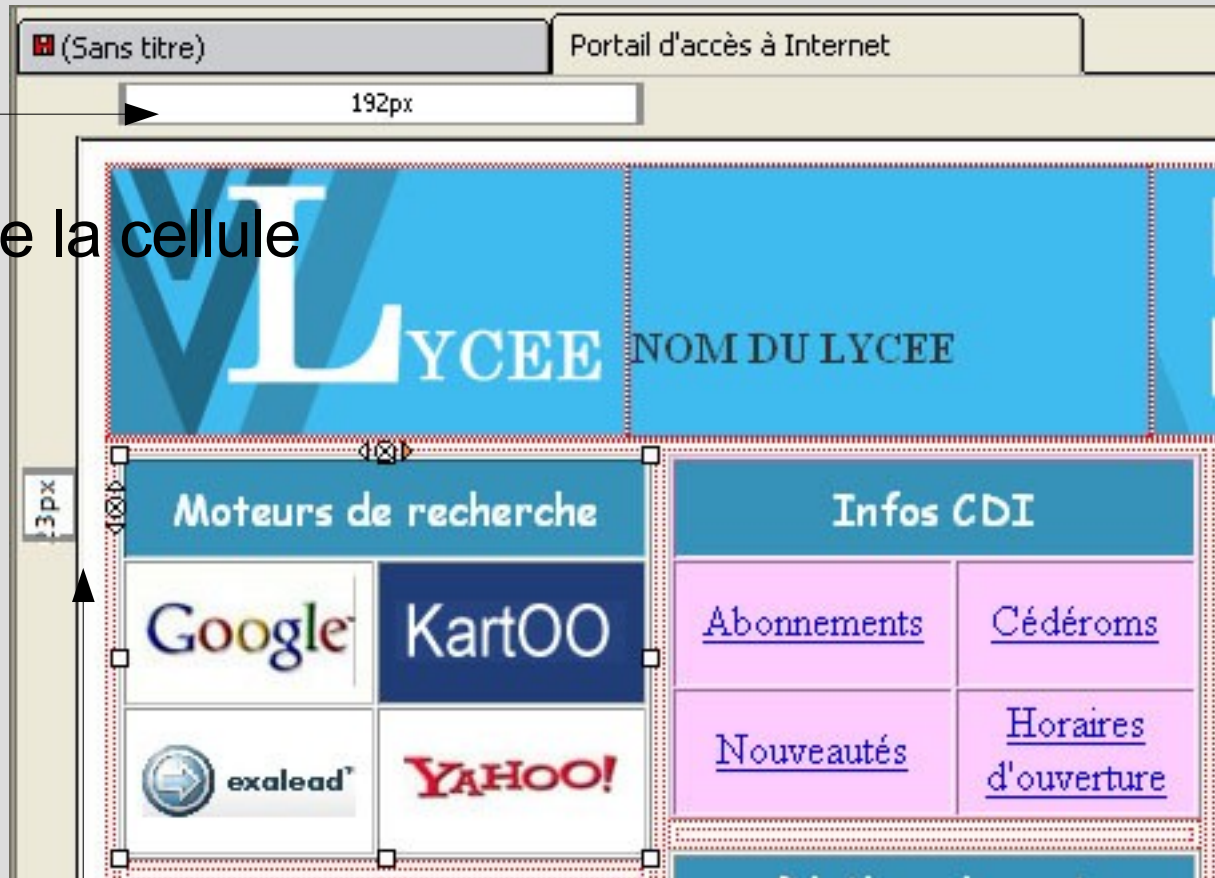 (Sans titre)
Portail d'accès à Internet
192px
e la cellule
LYCEE
NOM DU LYCEE
Moteurs de recherche
Infos CDI
Google
KartOO
Abonnements
Cédéroms
exalead
YAHOO!
Nouveautés
Horaires
d'ouverture